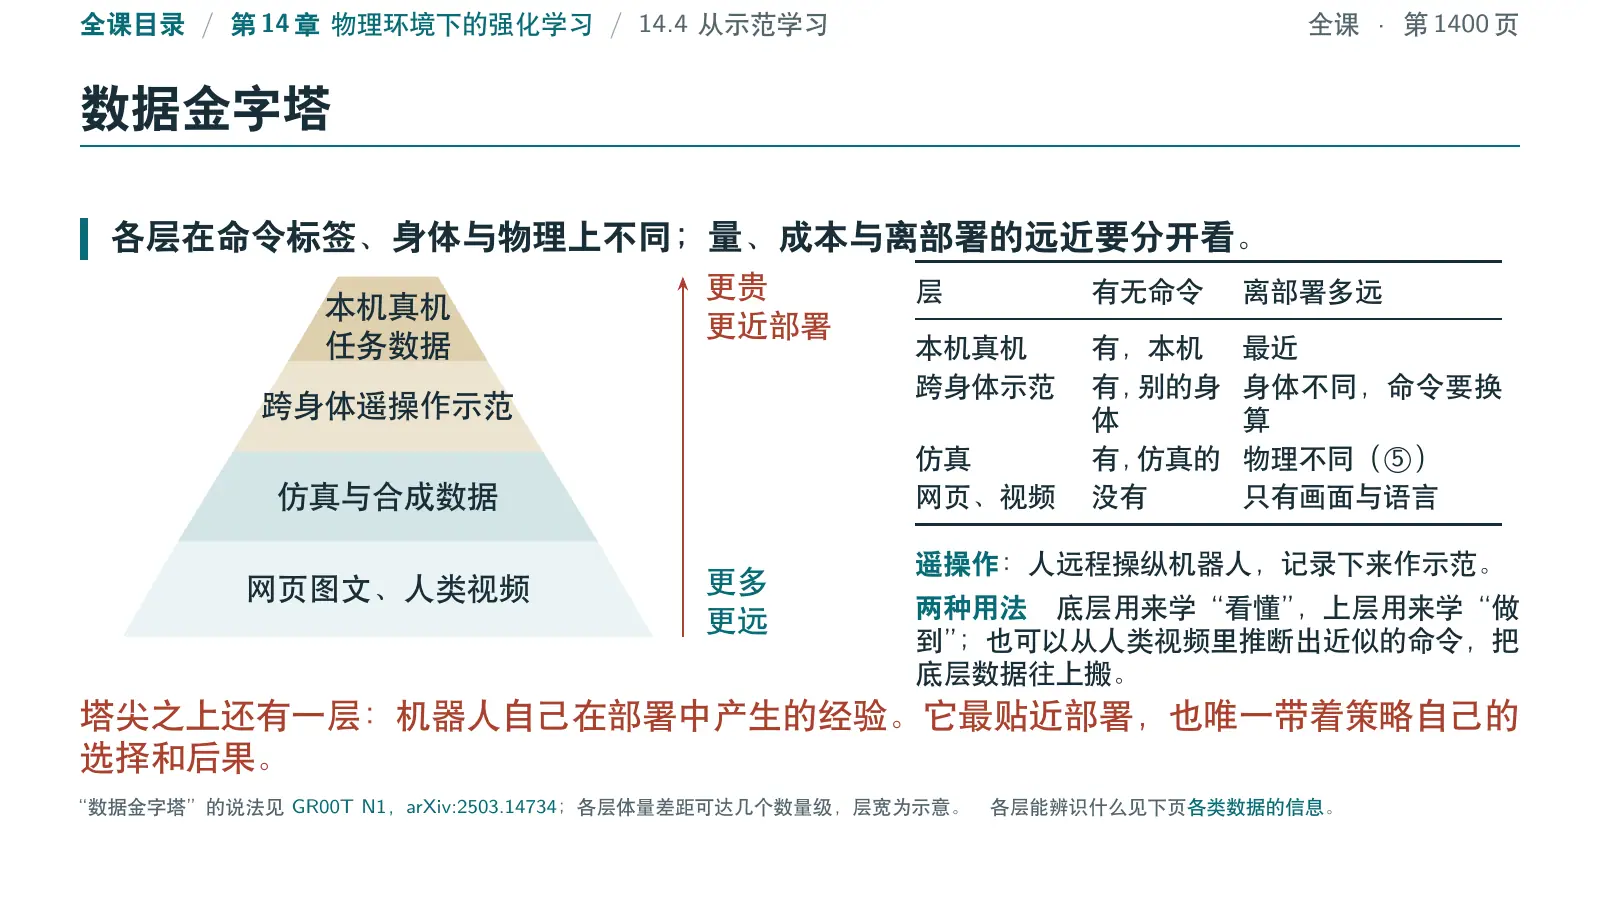 全课目录 / 第 14 章 物理环境下的强化学习 / 14.4 从示范学习
全课 · 第 1400 页
数据金字塔
各层在命令标签、身体与物理上不同；量、成本与离部署的远近要分开看。
本机真机
任务数据
跨身体遥操作示范
仿真与合成数据
网页图文、人类视频
更贵
更近部署
更多
更远
层 有无命令 离部署多远
本机真机 有，本机 最近
跨身体示范 有，别的身体 身体不同，命令要换算
仿真 有，仿真的 物理不同（⑤）
网页、视频 没有 只有画面与语言
遥操作：人远程操纵机器人，记录下来作示范。
两种用法 底层用来学“看懂”，上层用来学“做
到”；也可以从人类视频里推断出近似的命令，把
底层数据往上搬。
塔尖之上还有一层：机器人自己在部署中产生的经验。它最贴近部署，也唯一带着策略自己的
选择和后果。
“数据金字塔”的说法见 GR00T N1，arXiv:2503.14734；各层体量差距可达几个数量级，层宽为示意。 各层能辨识什么见下页各类数据的信息。